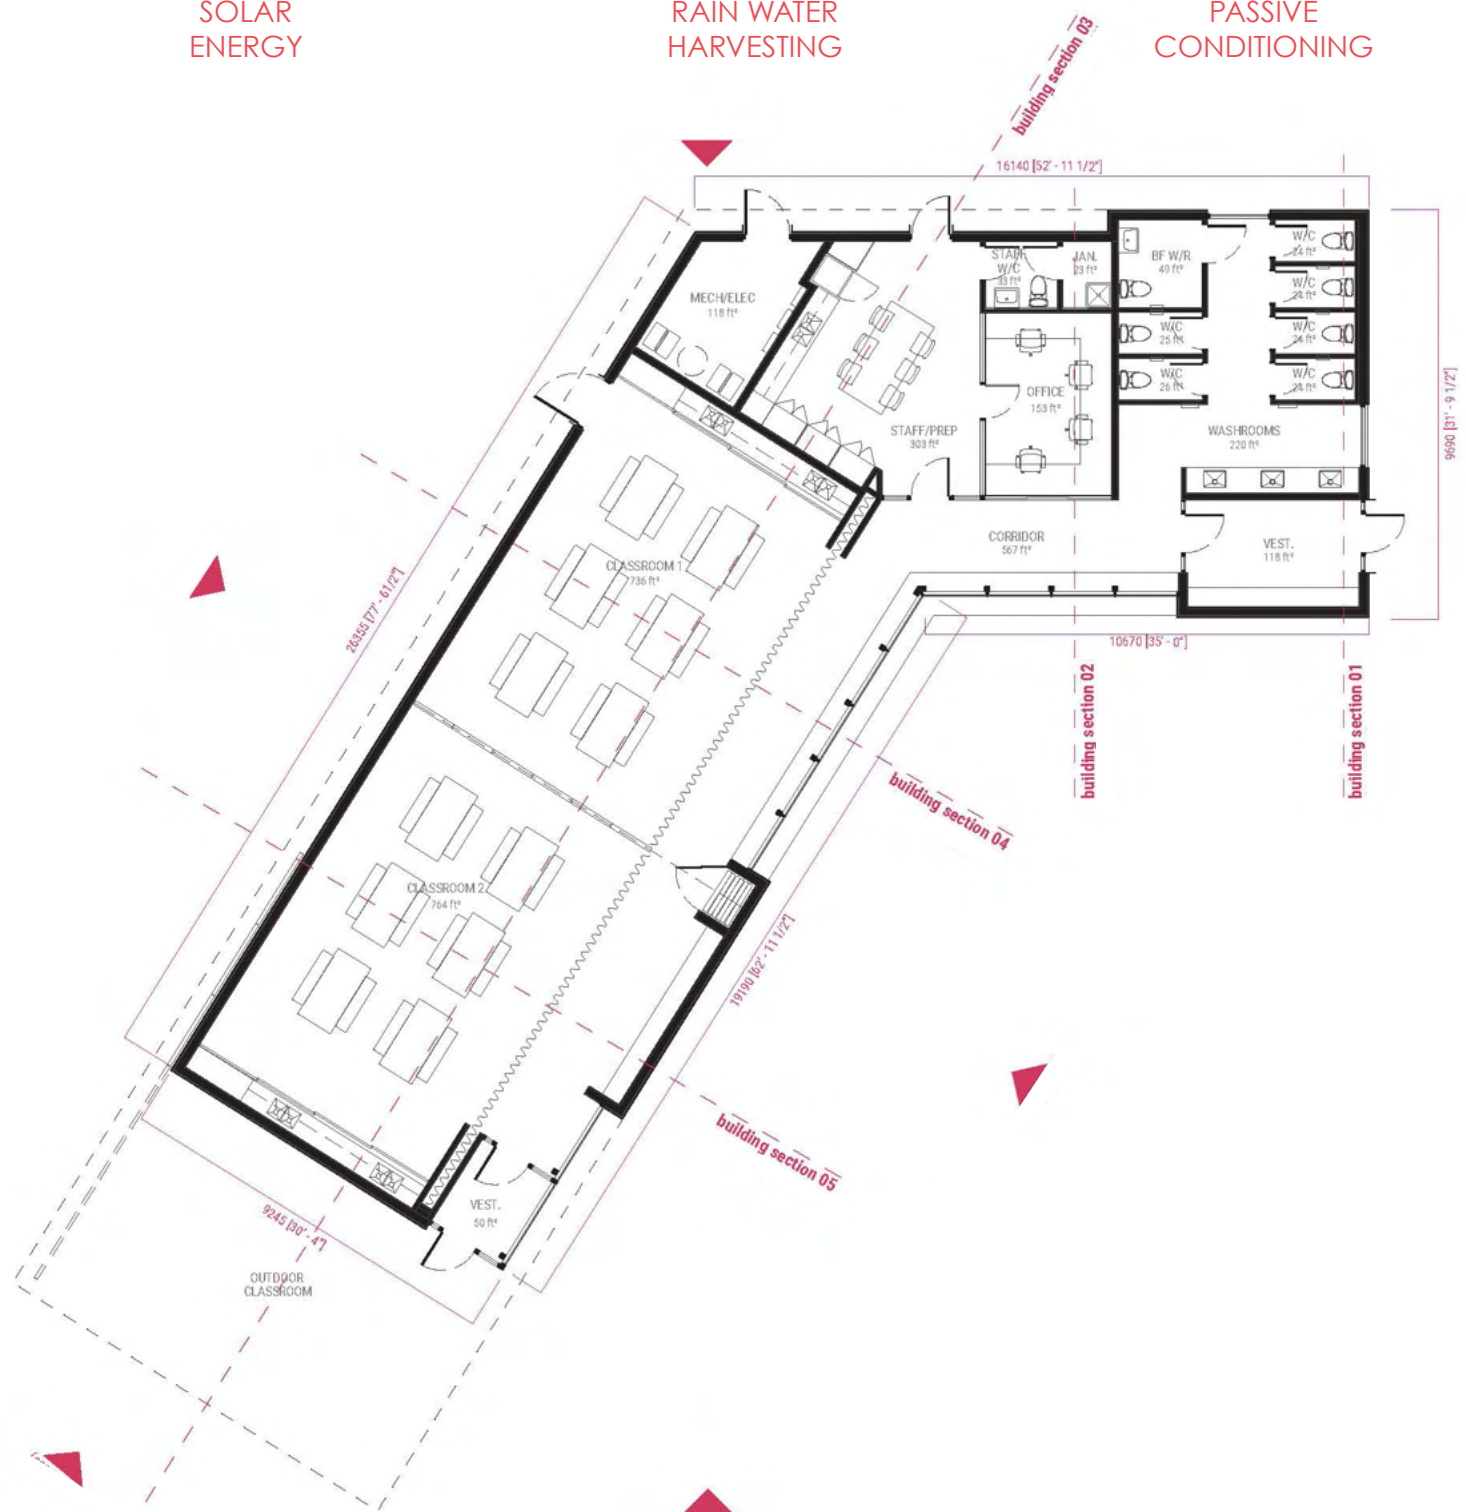 SOLAR
ENERGY
RAIN WATER
HARVESTING
PASSIVE
CONDITIONING
building section 03
16140 [52' - 11 1/2"]
MECH/ELEC
118 ft²
STAFF
W/C
33 ft²
JAN.
23 ft²
BF W/R
49 ft²
W/C
24 ft²
W/C
24 ft²
W/C
25 ft²
W/C
24 ft²
W/C
26 ft²
W/C
24 ft²
OFFICE
153 ft²
STAFF/PREP
303 ft²
WASHROOMS
220 ft²
9690 [31' - 9 1/2"]
CORRIDOR
567 ft²
VEST.
118 ft²
CLASSROOM 1
736 ft²
26355 [77' - 61/2"]
10670 [35' - 0"]
building section 02
building section 01
building section 04
CLASSROOM 2
764 ft²
19190 [62' - 11 1/2"]
building section 05
VEST.
50 ft²
9245 [30' - 4"]
OUTDOOR
CLASSROOM